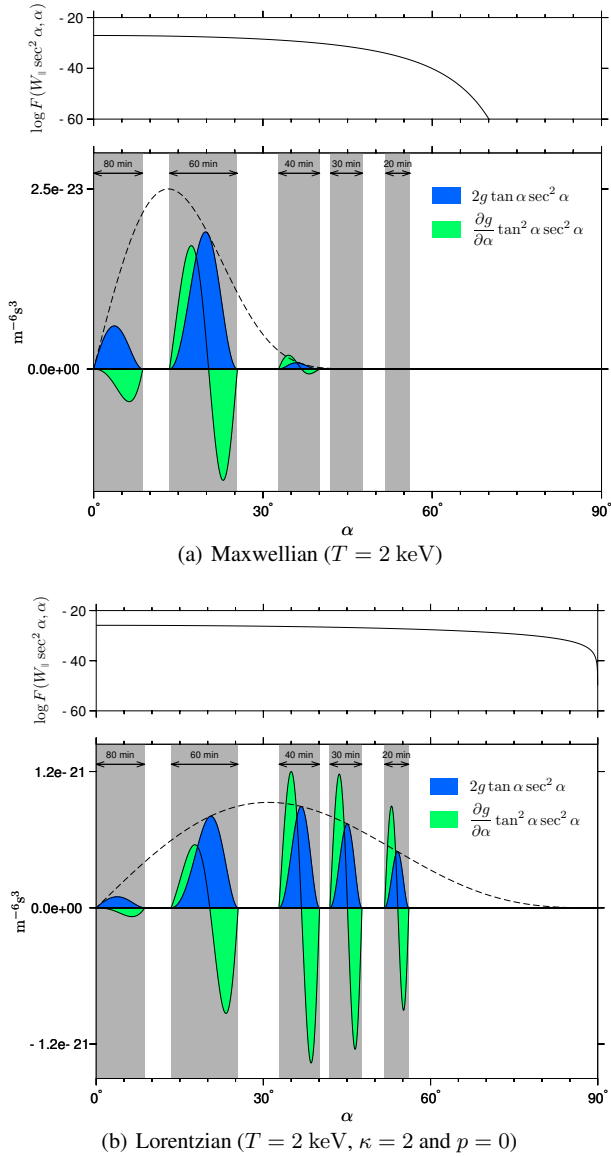 log F(W∥ sec² α, α)
- 20
- 40
- 60
80 min 60 min 40 min 30 min 20 min
2.5e- 23
2g tan α sec² α
∂g/∂α tan² α sec² α
m⁻⁶s³
0.0e+00
0° 30° 60° 90°
α
(a) Maxwellian (T = 2 keV)
log F(W∥ sec² α, α)
- 20
- 40
- 60
80 min 60 min 40 min 30 min 20 min
1.2e- 21
2g tan α sec² α
∂g/∂α tan² α sec² α
m⁻⁶s³
0.0e+00
- 1.2e- 21
0° 30° 60° 90°
α
(b) Lorentzian (T = 2 keV, κ = 2 and p = 0)